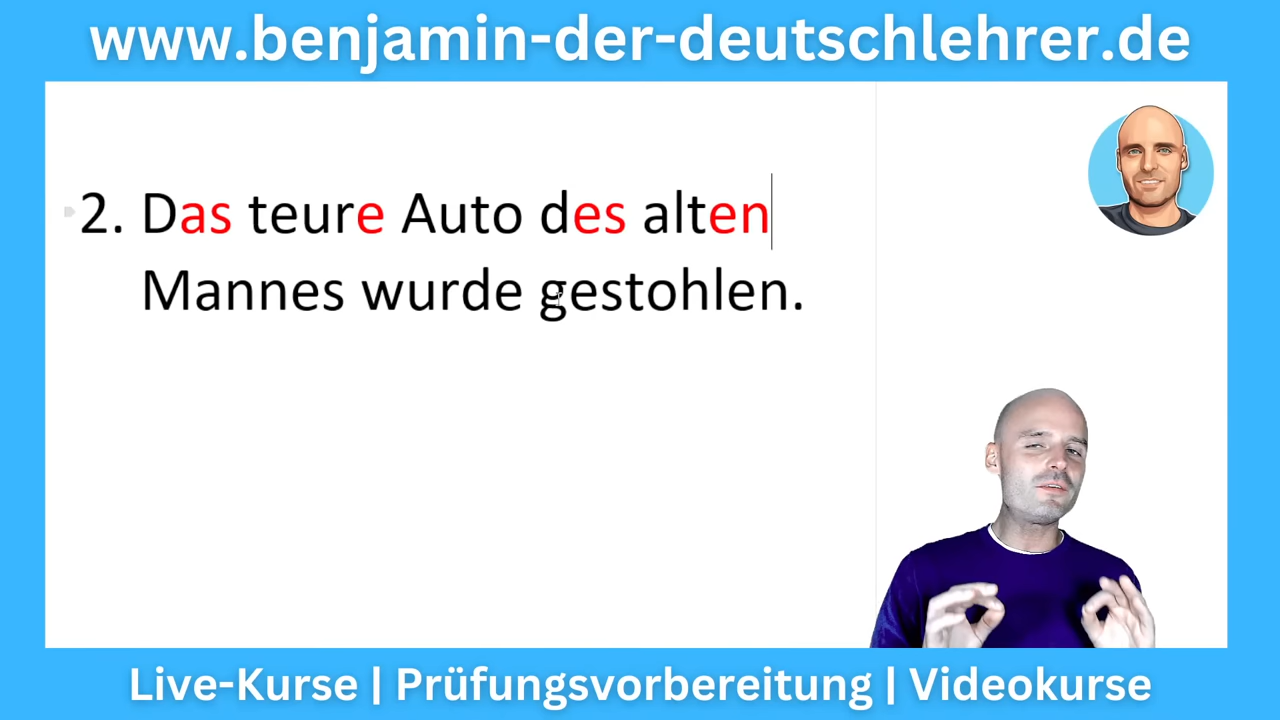 www.benjamin-der-deutschlehrer.de
2. Das teure Auto des alten
Mannes wurde gestohlen.
Live-Kurse | Prüfungsvorbereitung | Videokurse